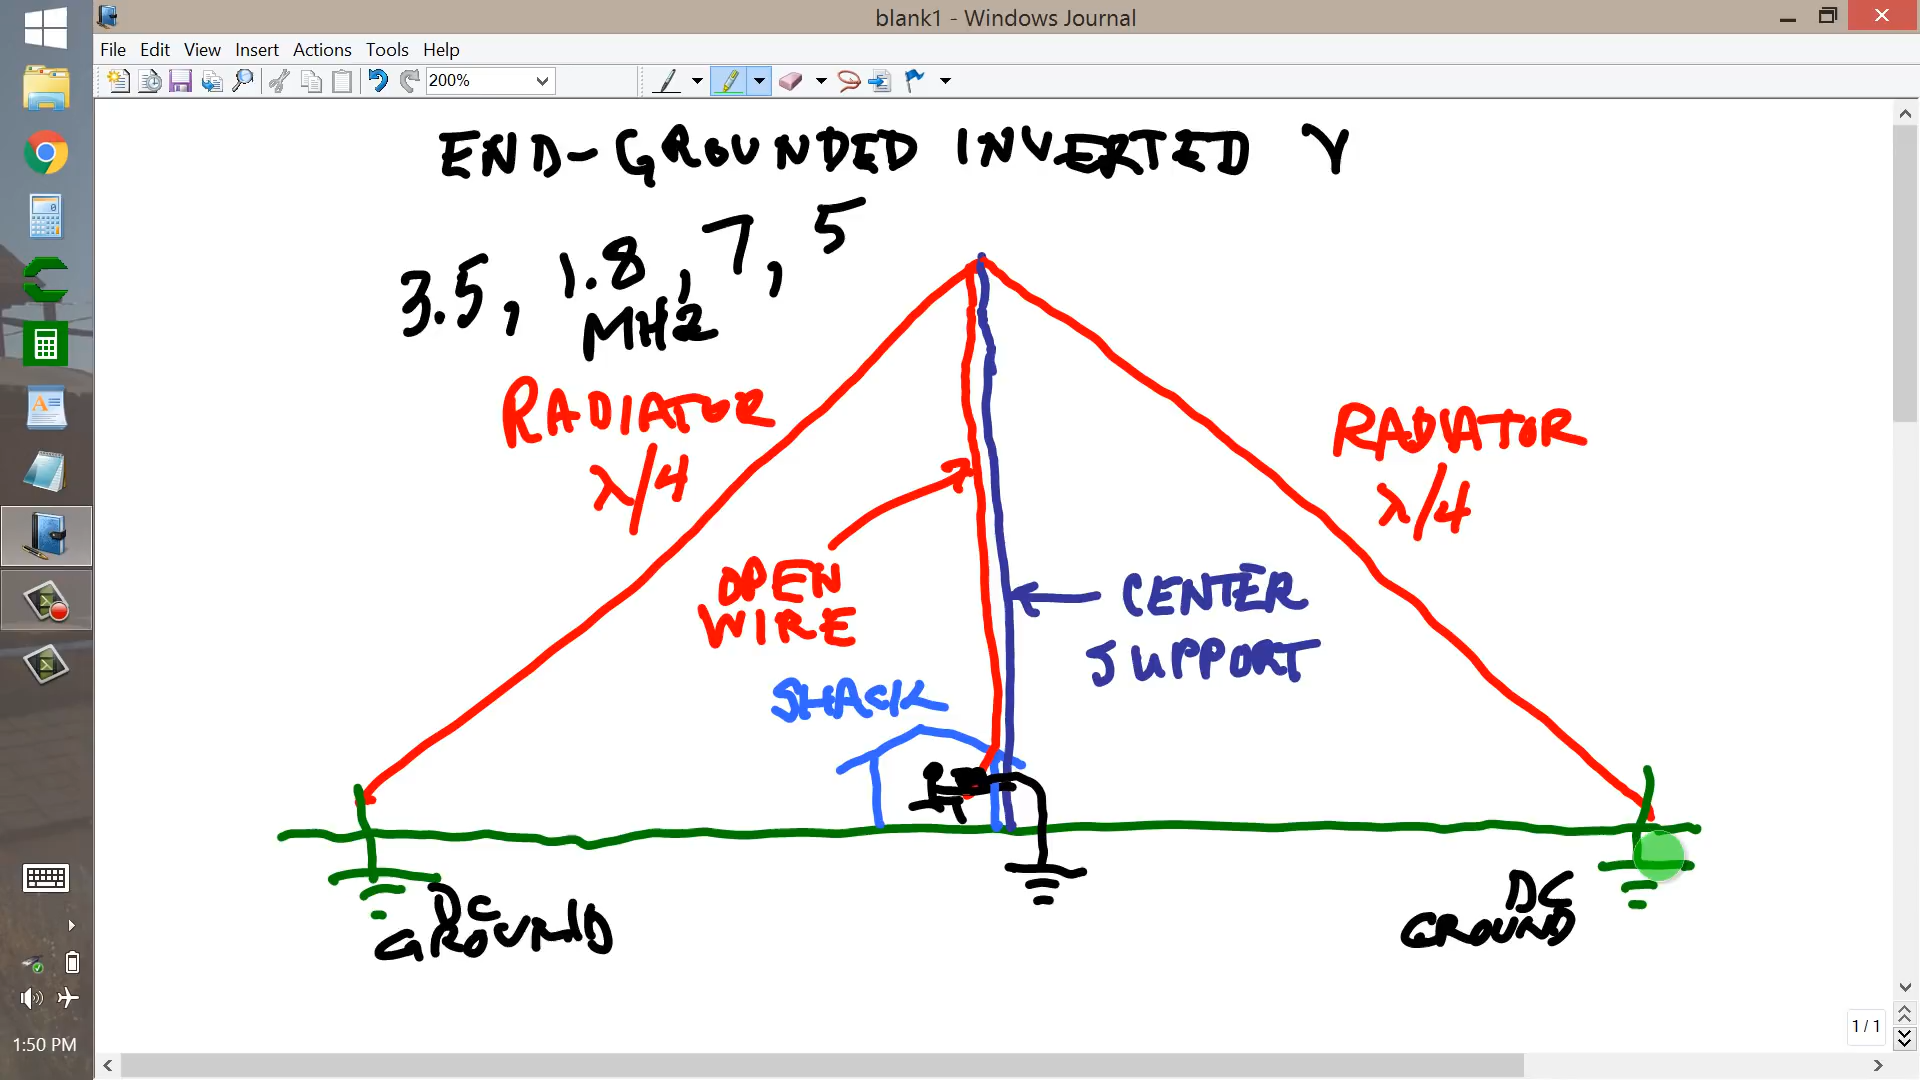 blank1 - Windows Journal
File Edit View Insert Actions Tools Help
200%
END-GROUNDED INVERTED V
3.5, 1.8, 7, 5
MHZ
RADIATOR
λ/4
RADIATOR
λ/4
OPEN
WIRE
CENTER
SUPPORT
SHACK
DC
GROUND
DC
GROUND
1 / 1
1:50 PM